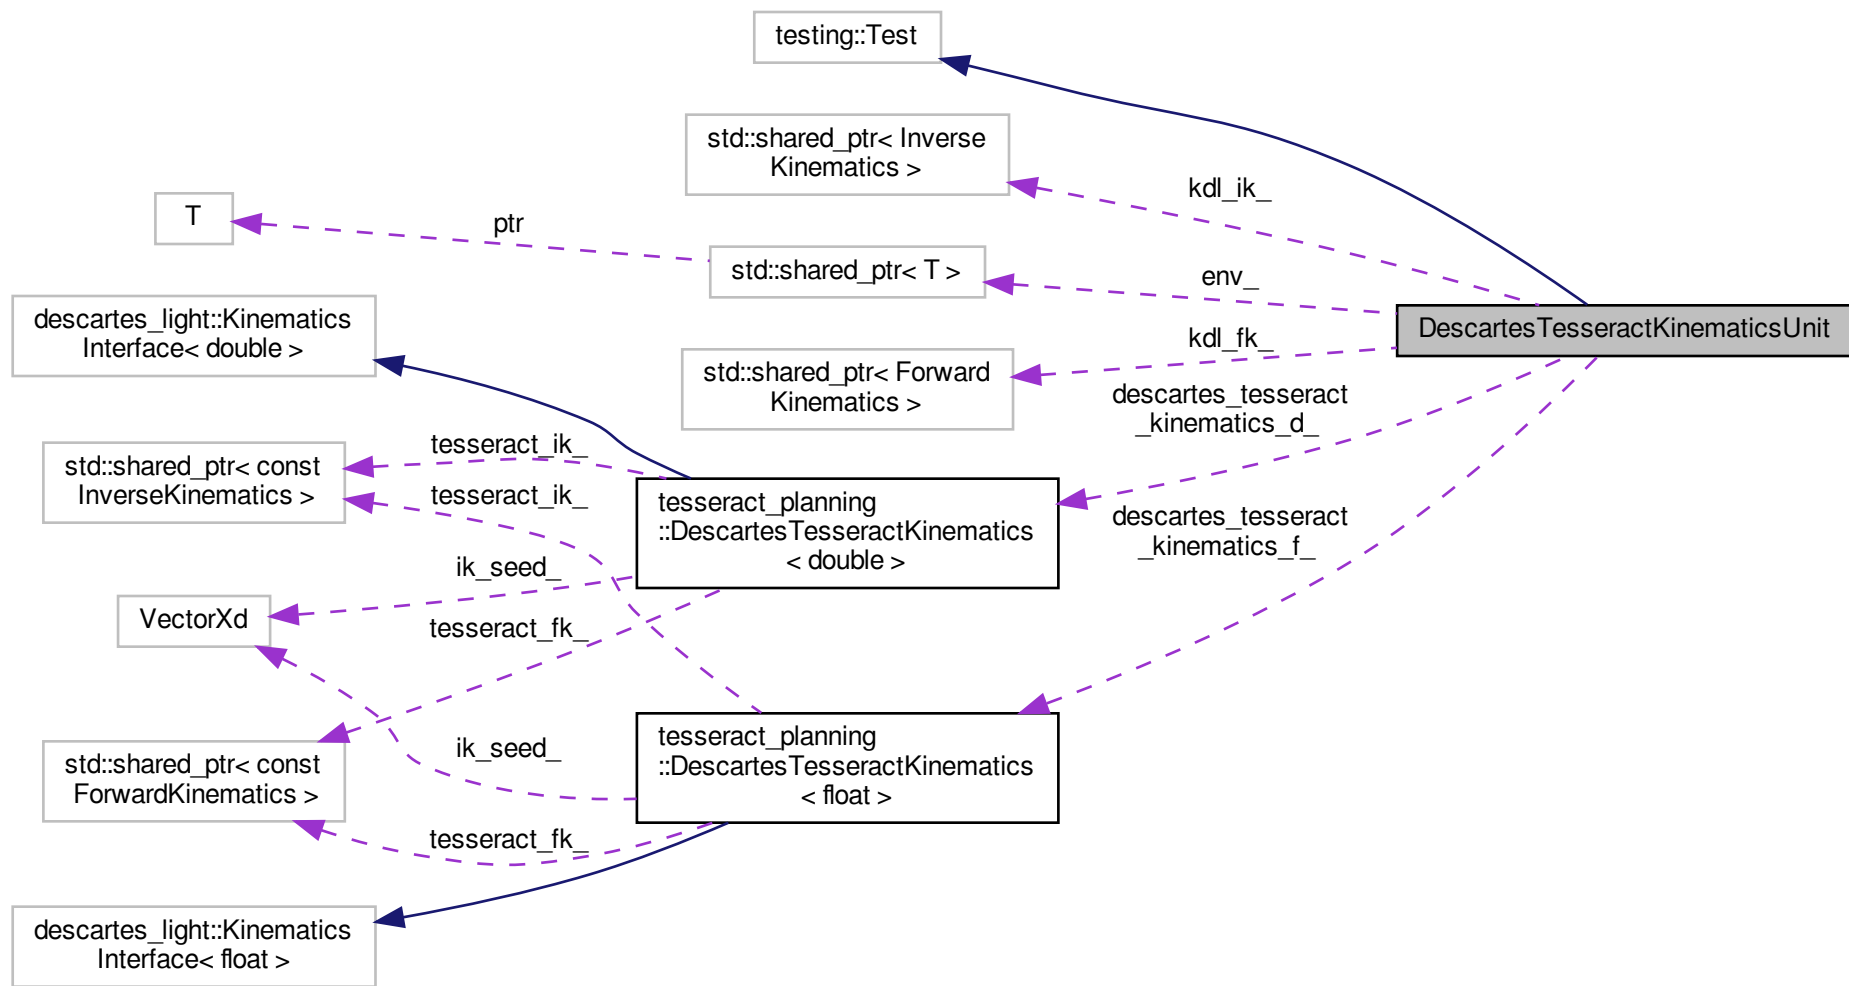 testing::Test
std::shared_ptr< Inverse
Kinematics >
kdl_ik_
T
ptr
std::shared_ptr< T >
env_
descartes_light::Kinematics
Interface< double >
std::shared_ptr< Forward
Kinematics >
kdl_fk_
DescartesTesseractKinematicsUnit
descartes_tesseract
_kinematics_d_
std::shared_ptr< const
InverseKinematics >
tesseract_ik_
tesseract_ik_
tesseract_planning
::DescartesTesseractKinematics
< double >
descartes_tesseract
_kinematics_f_
ik_seed_
VectorXd
tesseract_fk_
ik_seed_
tesseract_planning
::DescartesTesseractKinematics
< float >
std::shared_ptr< const
ForwardKinematics >
tesseract_fk_
descartes_light::Kinematics
Interface< float >